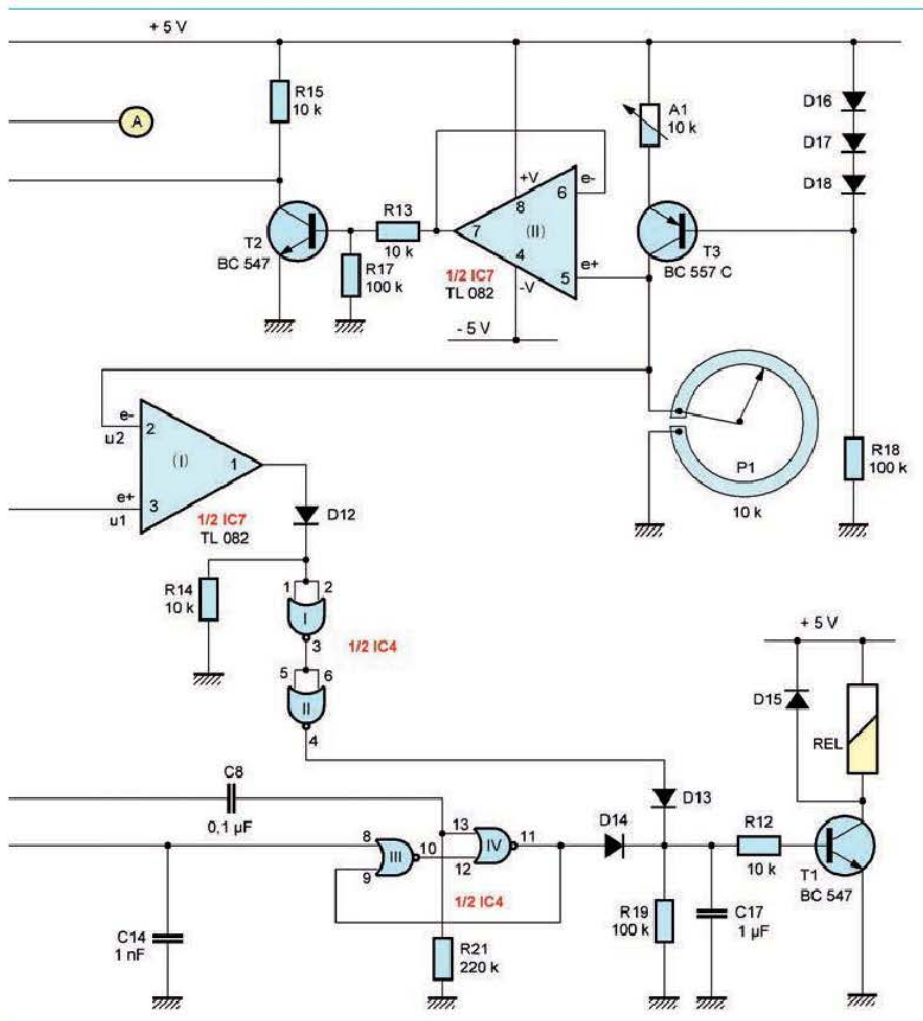 + 5 V
R15
10 k
A
A1
10 k
D16
D17
D18
e-
+V
6
8
R13
7
(II)
10 k
4
e+
5
-V
T2
BC 547
R17
100 k
1/2 IC7
TL 082
T3
BC 557 C
- 5 V
e-
2
u2
(I)
1
e+
3
u1
1/2 IC7
TL 082
D12
P1
10 k
R18
100 k
R14
10 k
1
2
I
3
1/2 IC4
5
6
II
4
+ 5 V
D15
REL
C8
0,1 µF
D13
8
III
10
9
13
IV
11
12
D14
R12
10 k
T1
BC 547
1/2 IC4
C14
1 nF
R21
220 k
R19
100 k
C17
1 µF